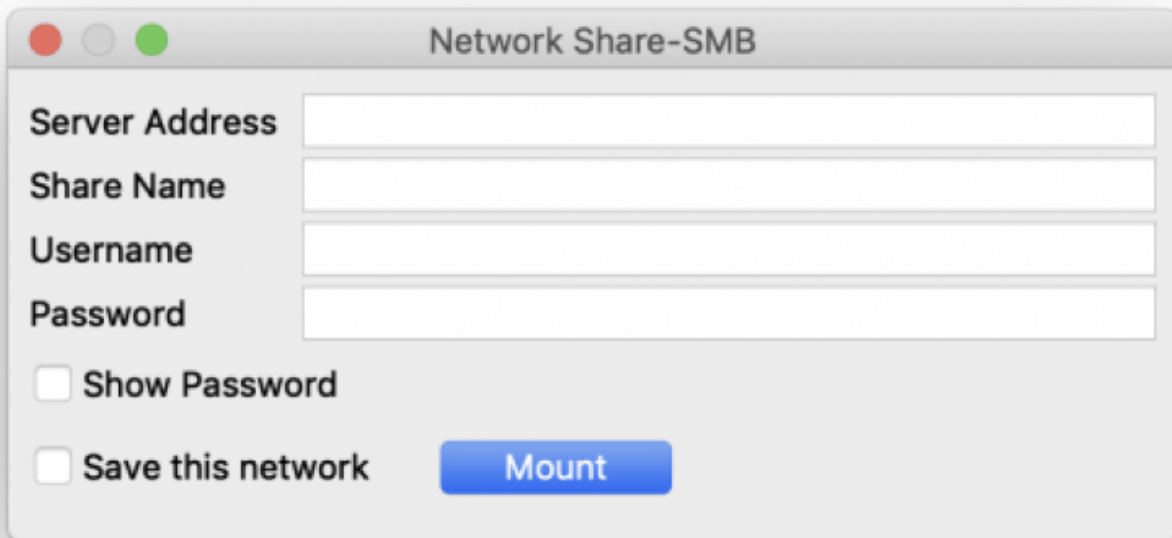 Network Share-SMB
Server Address
Share Name
Username
Password
Show Password
Save this network
Mount